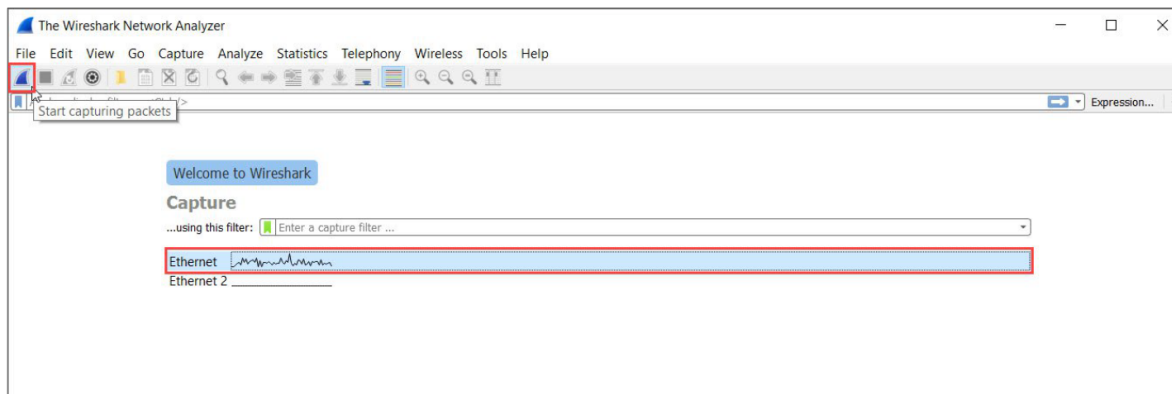 The Wireshark Network Analyzer
File Edit View Go Capture Analyze Statistics Telephony Wireless Tools Help
Expression...
Start capturing packets
Welcome to Wireshark
Capture
...using this filter: Enter a capture filter ...
Ethernet
Ethernet 2